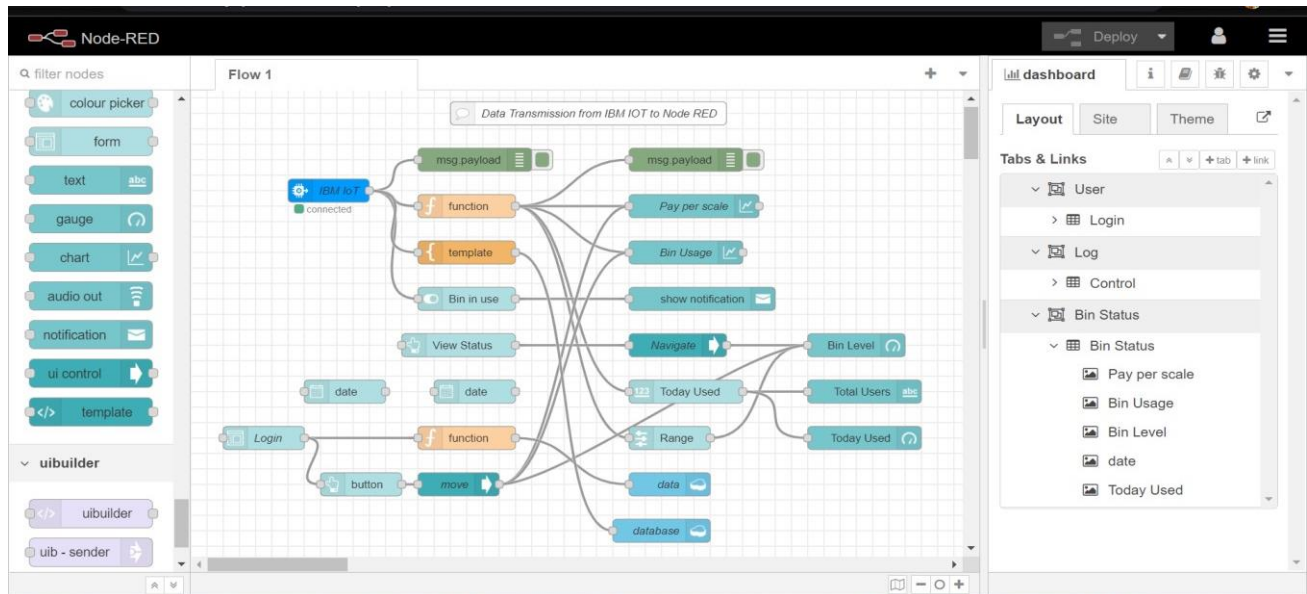 Node-RED
Deploy
filter nodes
colour picker
form
text
abc
gauge
chart
audio out
notification
ui control
template
uibuilder
uibuilder
uib - sender
Flow 1
Data Transmission from IBM IOT to Node RED
msg.payload
msg.payload
IBM IoT
connected
function
Pay per scale
template
Bin Usage
Bin in use
show notification
View Status
Navigate
Bin Level
date
date
123
Today Used
Total Users
abc
Login
function
Range
Today Used
button
move
data
database
dashboard
i
Layout
Site
Theme
Tabs & Links
+ tab
+ link
User
Login
Log
Control
Bin Status
Bin Status
Pay per scale
Bin Usage
Bin Level
date
Today Used